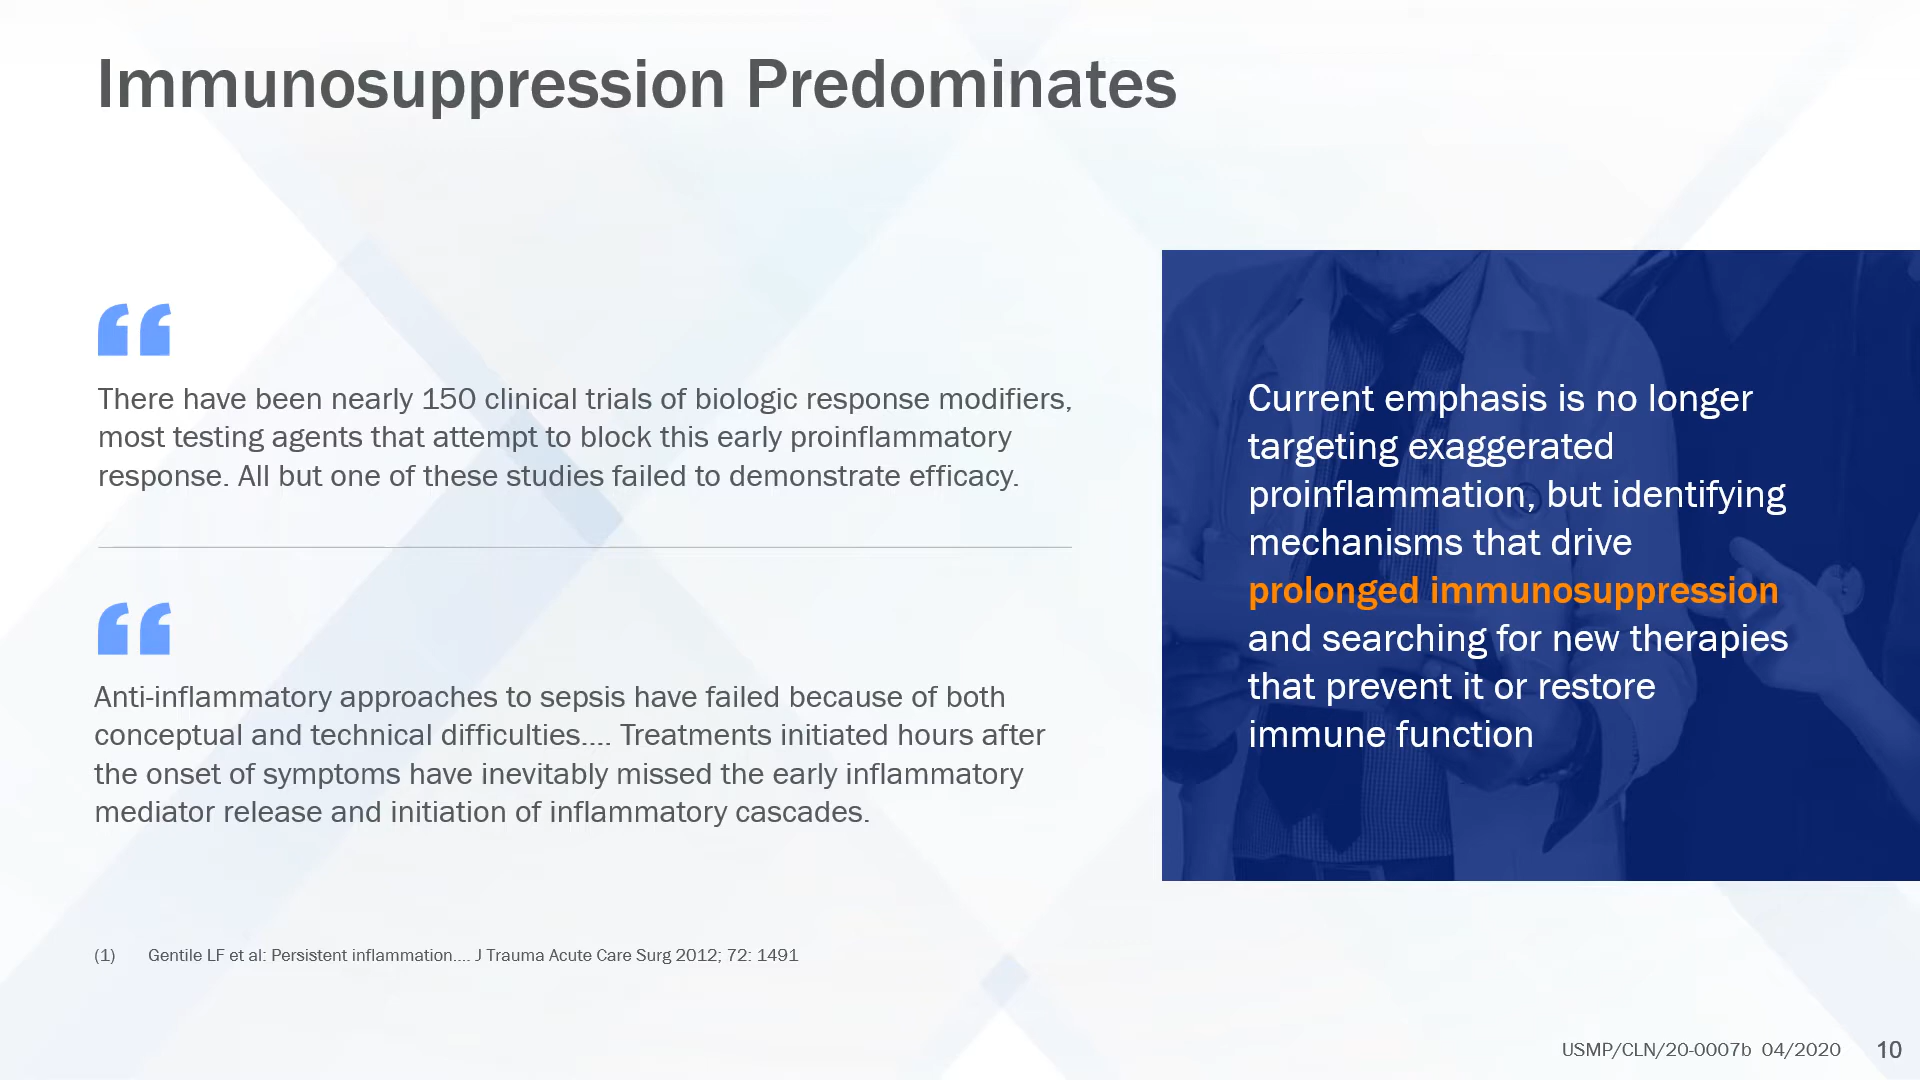 Immunosuppression Predominates
“
There have been nearly 150 clinical trials of biologic response modifiers,
most testing agents that attempt to block this early proinflammatory
response. All but one of these studies failed to demonstrate efficacy.
“
Anti-inflammatory approaches to sepsis have failed because of both
conceptual and technical difficulties.... Treatments initiated hours after
the onset of symptoms have inevitably missed the early inflammatory
mediator release and initiation of inflammatory cascades.
Current emphasis is no longer
targeting exaggerated
proinflammation, but identifying
mechanisms that drive
prolonged immunosuppression
and searching for new therapies
that prevent it or restore
immune function
(1) Gentile LF et al: Persistent inflammation.... J Trauma Acute Care Surg 2012; 72: 1491
USMP/CLN/20-0007b 04/2020 10